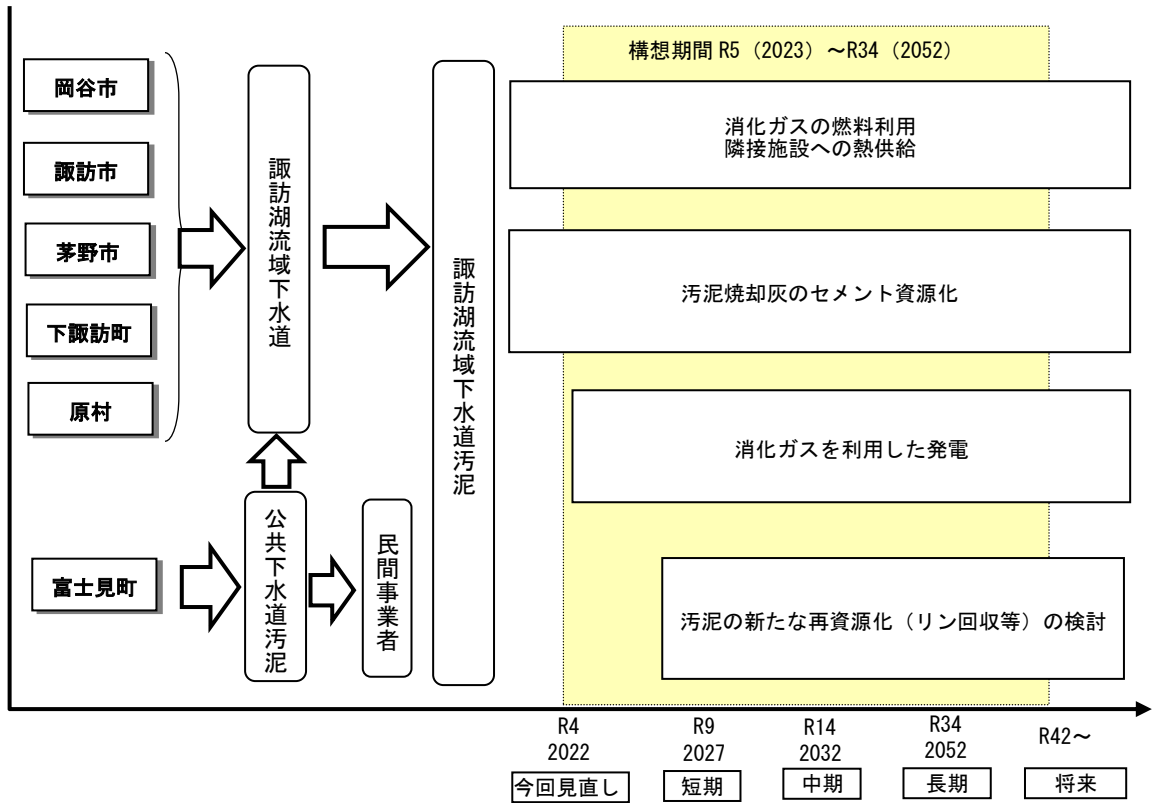 構想期間 R5（2023）～R34（2052）
岡谷市
諏訪市
茅野市
下諏訪町
原村
富士見町
諏訪湖流域下水道
公共下水道汚泥
民間事業者
諏訪湖流域下水道汚泥
消化ガスの燃料利用
隣接施設への熱供給
汚泥焼却灰のセメント資源化
消化ガスを利用した発電
汚泥の新たな再資源化（リン回収等）の検討
R4
2022
今回見直し
R9
2027
短期
R14
2032
中期
R34
2052
長期
R42～
将来